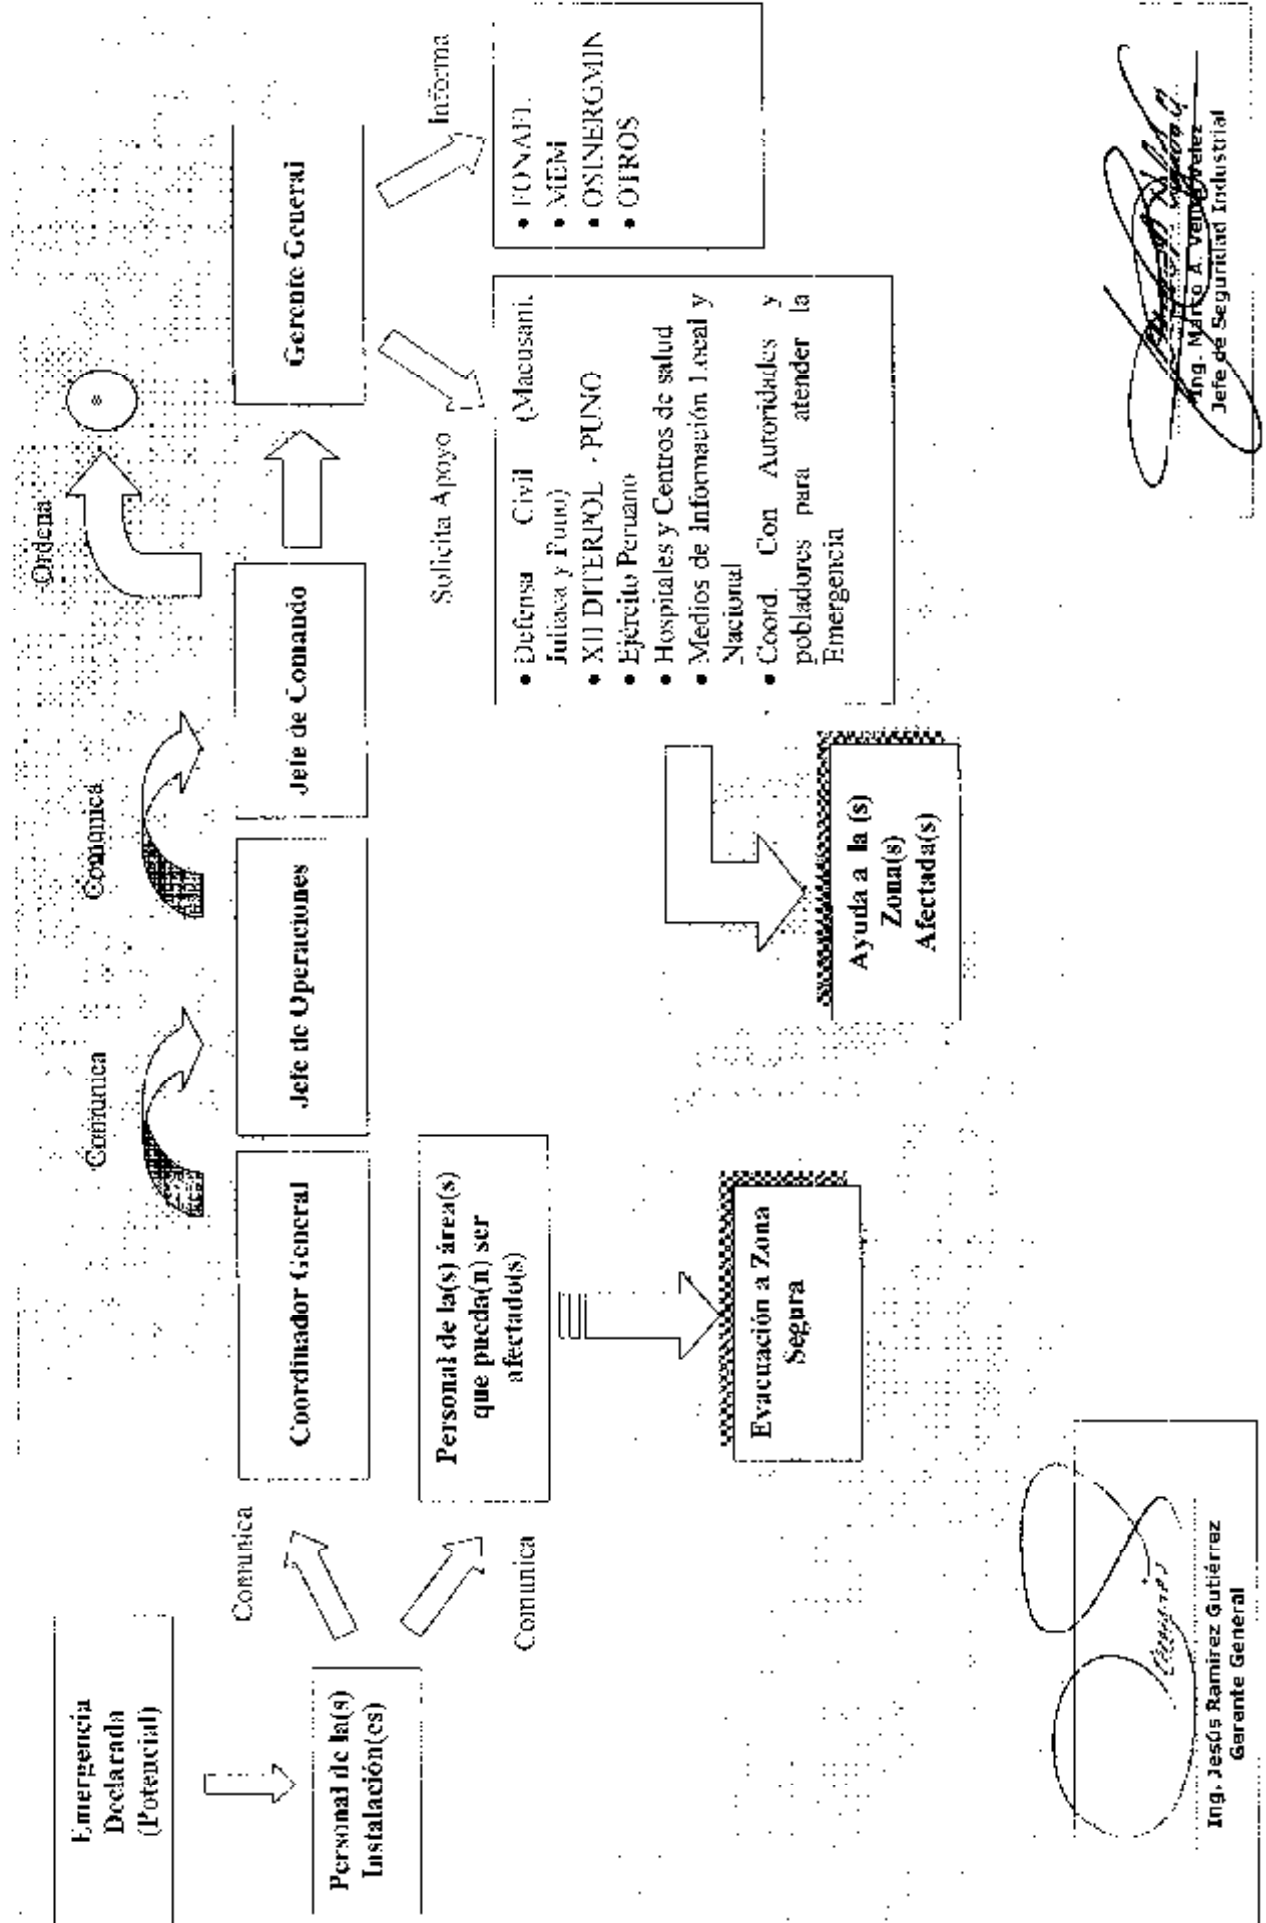 Emergencia
Declarada
(Potencial)
Personal de la(s)
Instalación(es)
Comunica
Comunica
Coordinador General
Personal de la(s) área(s)
que pueda(n) ser
afectado(s)
Evacuación a Zona
Segura
Comunica
Jefe de Operaciones
Comunica
Jefe de Comando
Ordena
Gerente General
Solicita Apoyo
Informa
• Defensa Civil (Macusani.
Juliaca y Puno)
• XII DITERPOL - PUNO
• Ejército Peruano
• Hospitales y Centros de salud
• Medios de Información Local y
Nacional
• Coord. Con Autoridades y
pobladores para atender la
Emergencia
• FONAFE.
• MEM
• OSINERGMIN
• OTROS
Ayuda a la (s)
Zona(s)
Afectada(s)
Ing. Jesús Ramirez Gutiérrez
Gerente General
Ing. Marco A.
Jefe de Seguridad Industrial